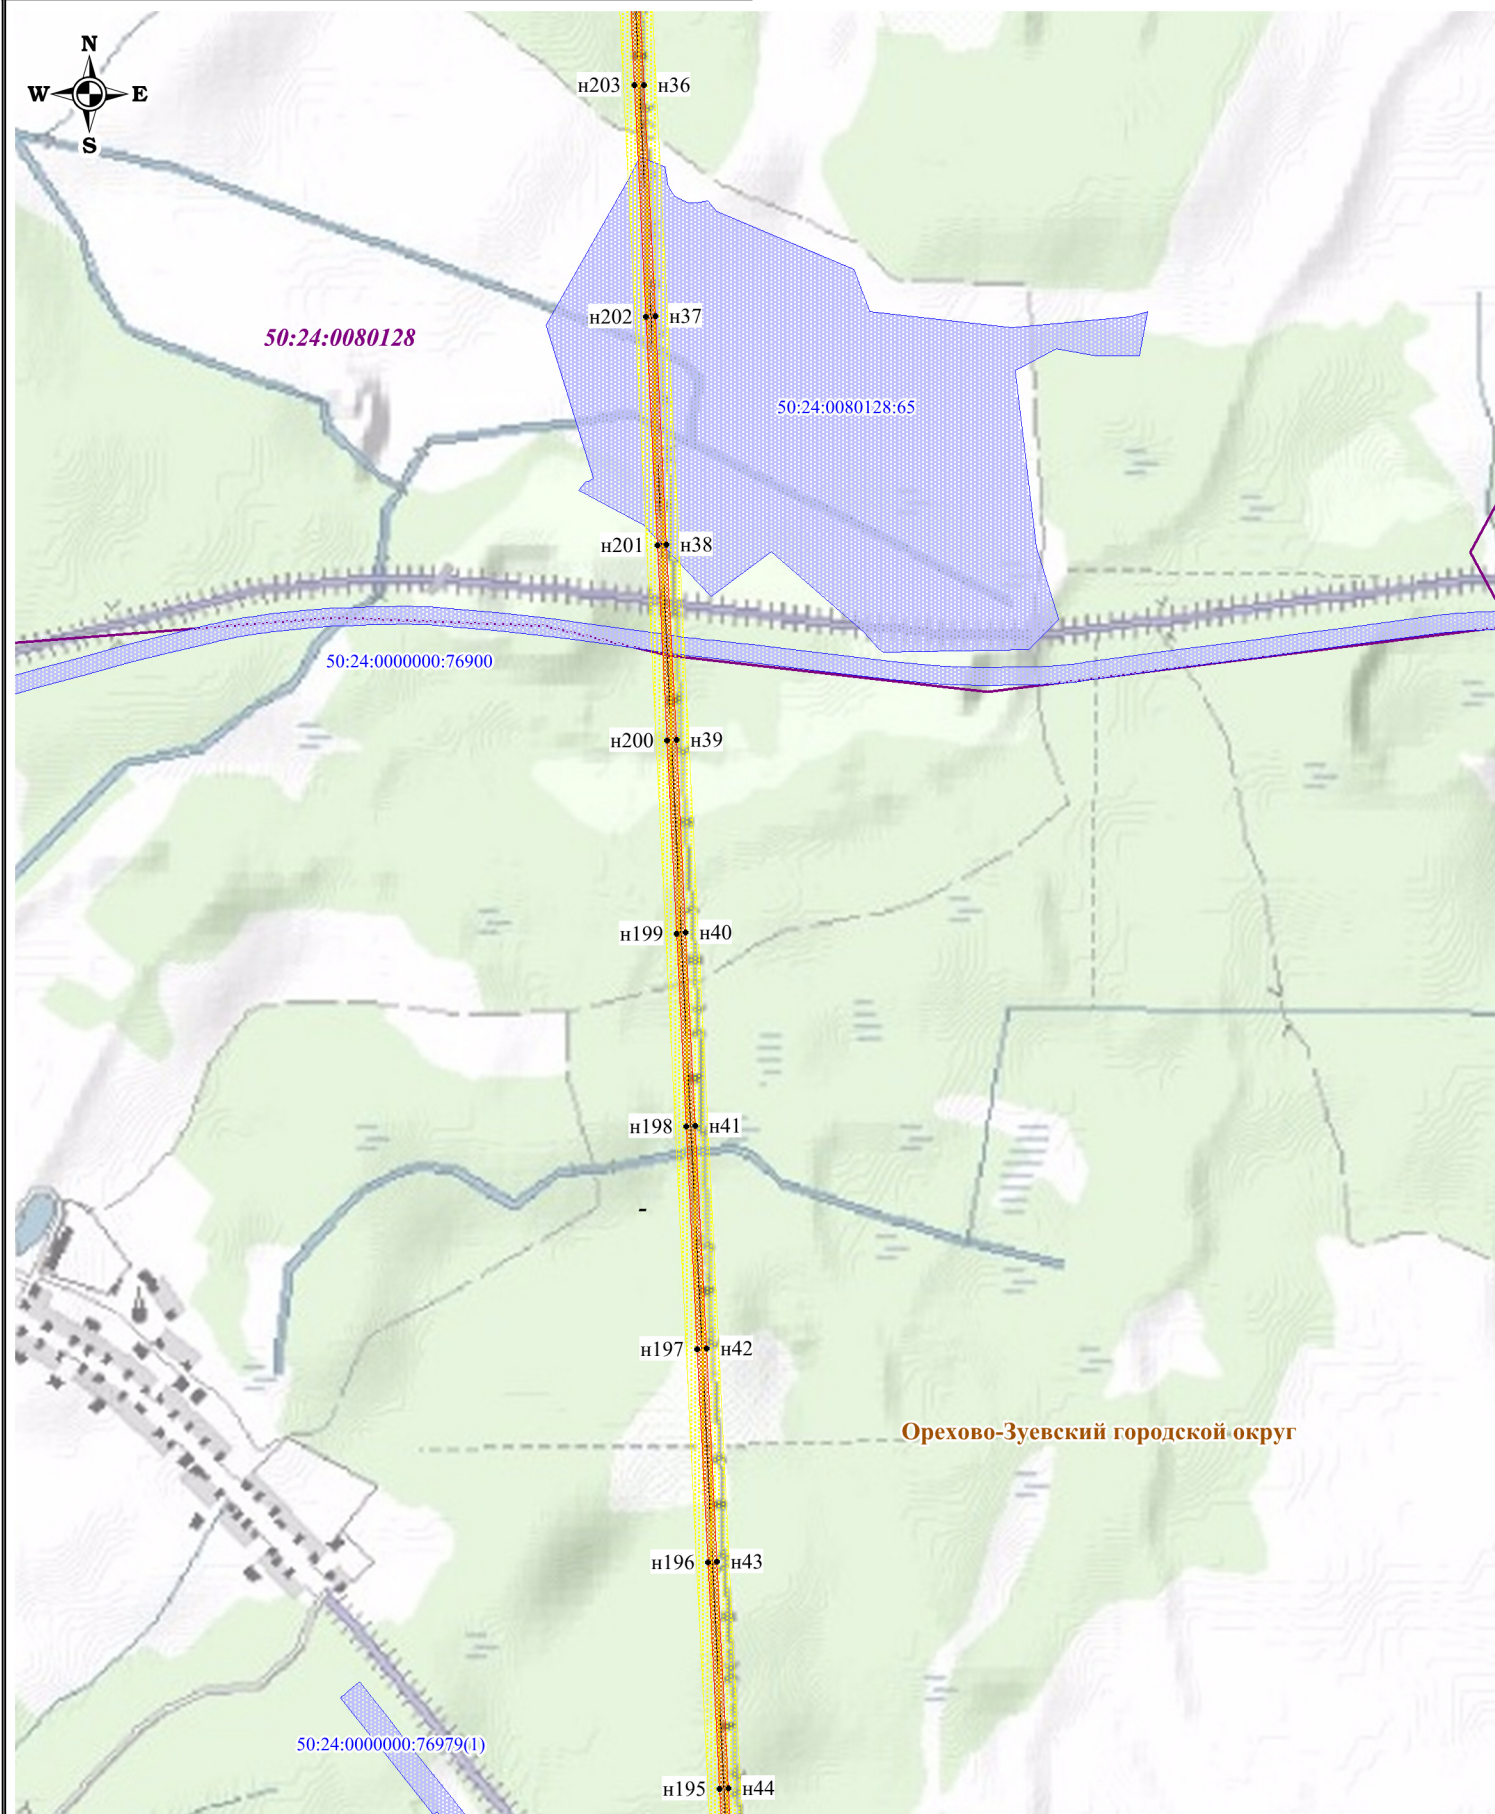 N
W E
S
н203 н36
н202 н37
50:24:0080128
50:24:0080128:65
н201 н38
50:24:0000000:76900
н200 н39
н199 н40
н198 н41
-
н197 н42
Орехово-Зуевский городской округ
н196 н43
50:24:0000000:76979(1)
н195 н44